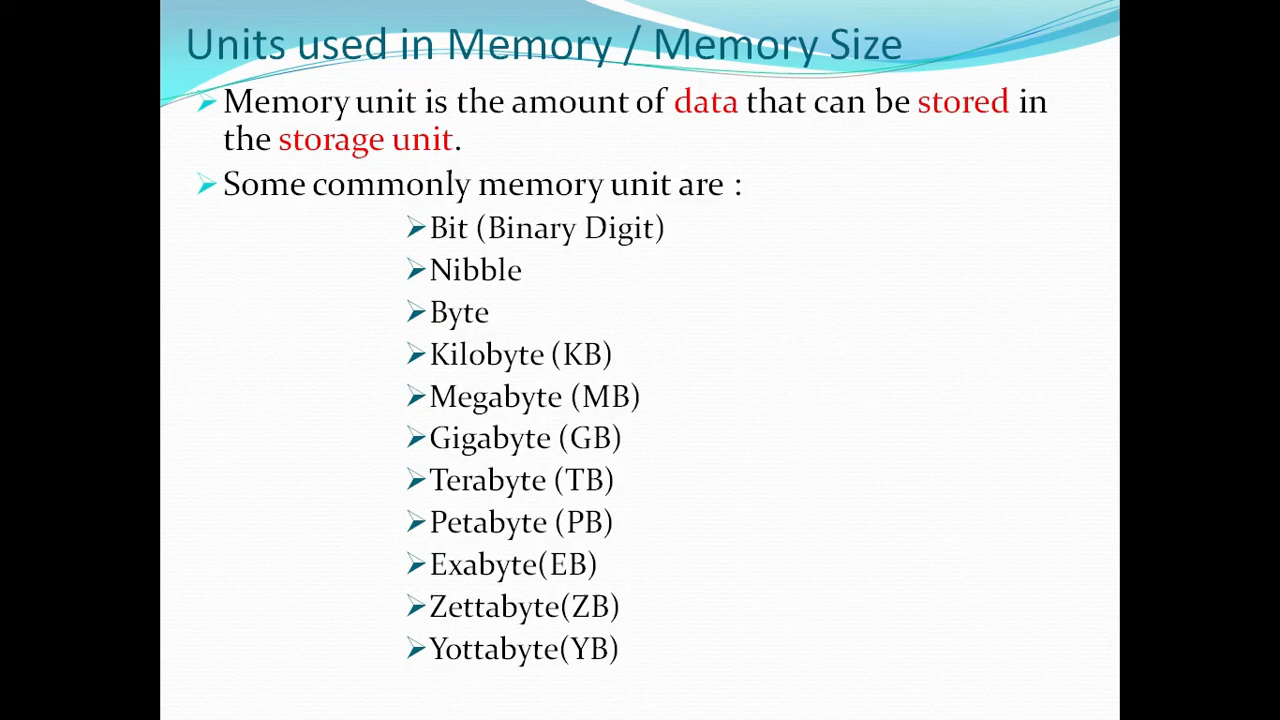 Units used in Memory / Memory Size
Memory unit is the amount of data that can be stored in
the storage unit.
Some commonly memory unit are :
Bit (Binary Digit)
Nibble
Byte
Kilobyte (KB)
Megabyte (MB)
Gigabyte (GB)
Terabyte (TB)
Petabyte (PB)
Exabyte(EB)
Zettabyte(ZB)
Yottabyte(YB)